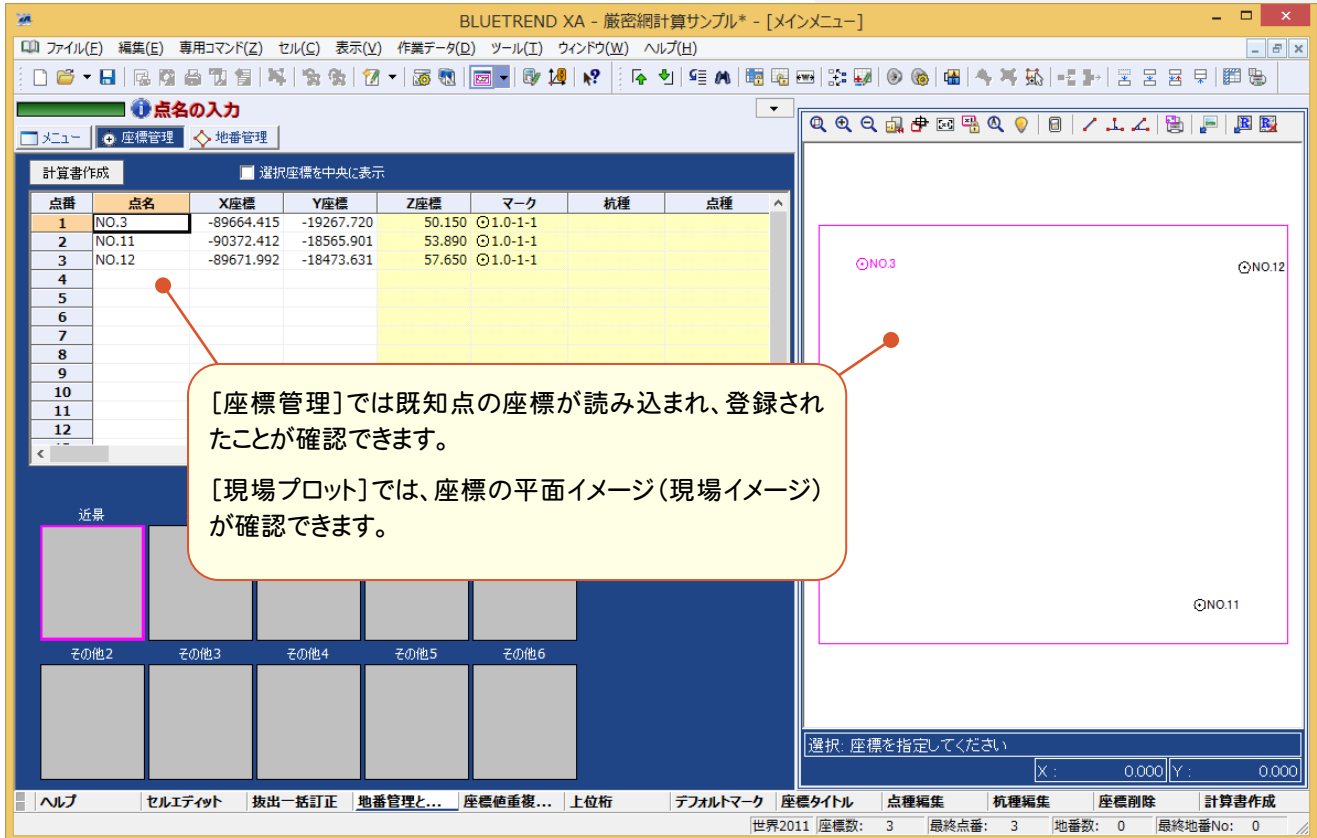 BLUETREND XA - 厳密網計算サンプル* - [メインメニュー]
ファイル(F) 編集(E) 専用コマンド(Z) セル(C) 表示(V) 作業データ(D) ツール(T) ウィンドウ(W) ヘルプ(H)
点名の入力
メニュー 座標管理 地番管理
計算書作成 選択座標を中央に表示
点番 点名 X座標 Y座標 Z座標 マーク 杭種 点種
1 NO.3 -89664.415 -19267.720 50.150 ⊙1.0-1-1
2 NO.11 -90372.412 -18565.901 53.890 ⊙1.0-1-1
3 NO.12 -89671.992 -18473.631 57.650 ⊙1.0-1-1
4
5
6
7
8
9
10
11
12
NO.3
NO.12
NO.11
[座標管理]では既知点の座標が読み込まれ、登録され
たことが確認できます。
[現場プロット]では、座標の平面イメージ(現場イメージ)
が確認できます。
近景
その他2 その他3 その他4 その他5 その他6
選択: 座標を指定してください
X : 0.000 Y : 0.000
ヘルプ セルエディット 抜出一括訂正 地番管理と... 座標値重複... 上位桁 デフォルトマーク 座標タイトル 点種編集 杭種編集 座標削除 計算書作成
世界2011 座標数: 3 最終点番: 3 地番数: 0 最終地番No: 0